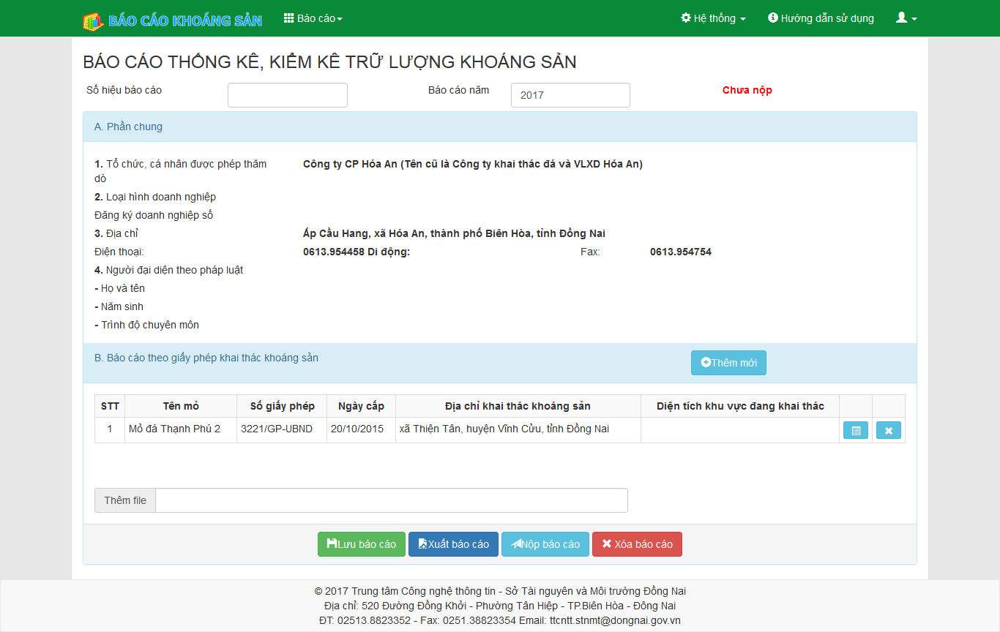 BÁO CÁO KHOÁNG SẢN Báo cáo Hệ thống Hướng dẫn sử dụng
BÁO CÁO THỐNG KÊ, KIỂM KÊ TRỮ LƯỢNG KHOÁNG SẢN
Số hiệu báo cáo Báo cáo năm 2017 Chưa nộp
A. Phần chung
1. Tổ chức, cá nhân được phép thăm Công ty CP Hóa An (Tên cũ là Công ty khai thác đá và VLXD Hóa An)
dò
2. Loại hình doanh nghiệp
Đăng ký doanh nghiệp số
3. Địa chỉ Áp Cầu Hang, xã Hóa An, thành phố Biên Hòa, tỉnh Đồng Nai
Điện thoại: 0613.954458 Di động: Fax: 0613.954754
4. Người đại diện theo pháp luật
- Họ và tên
- Năm sinh
- Trình độ chuyên môn
B. Báo cáo theo giấy phép khai thác khoáng sản Thêm mới
STT Tên mỏ Số giấy phép Ngày cấp Địa chỉ khai thác khoáng sản Diện tích khu vực đang khai thác
1 Mỏ đá Thạnh Phú 2 3221/GP-UBND 20/10/2015 xã Thiện Tân, huyện Vĩnh Cửu, tỉnh Đồng Nai
Thêm file
Lưu báo cáo Xuất báo cáo Nộp báo cáo Xóa báo cáo
© 2017 Trung tâm Công nghệ thông tin - Sở Tài nguyên và Môi trường Đồng Nai
Địa chỉ: 520 Đường Đồng Khởi - Phường Tân Hiệp - TP.Biên Hòa - Đông Nai
ĐT: 02513.8823352 - Fax: 0251.38823354 Email: ttcntt.stnmt@dongnai.gov.vn